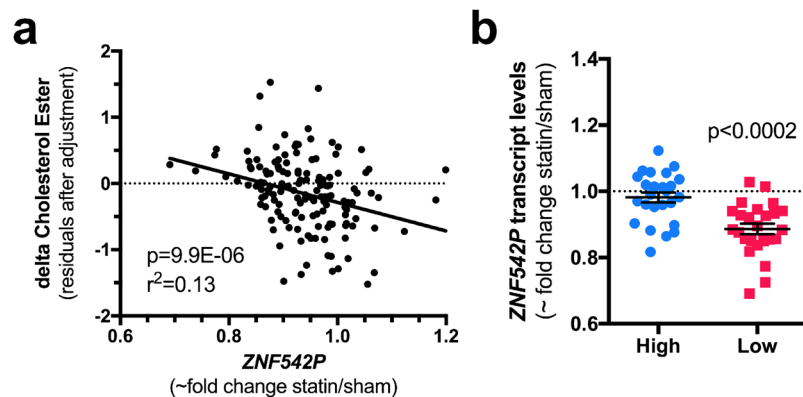 a
delta Cholesterol Ester
(residuals after adjustment)
2
1
0
-1
-2
p=9.9E-06
r²=0.13
0.6
0.8
1.0
1.2
ZNF542P
(~fold change statin/sham)
b
ZNF542P transcript levels
(~ fold change statin/sham)
1.4
1.2
1.0
0.8
0.6
p<0.0002
High
Low